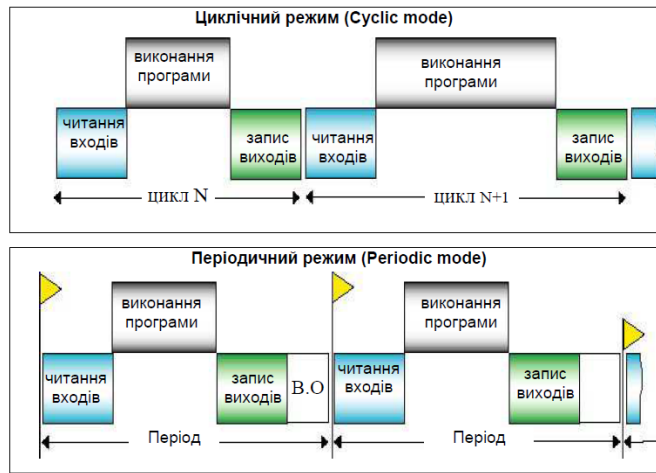 Циклічний режим (Cyclic mode)
виконання
програми
виконання
програми
читання
входів
запис
виходів
читання
входів
запис
виходів
цикл N
цикл N+1
Періодичний режим (Periodic mode)
виконання
програми
виконання
програми
читання
входів
запис
виходів
В.О
читання
входів
запис
виходів
Період
Період